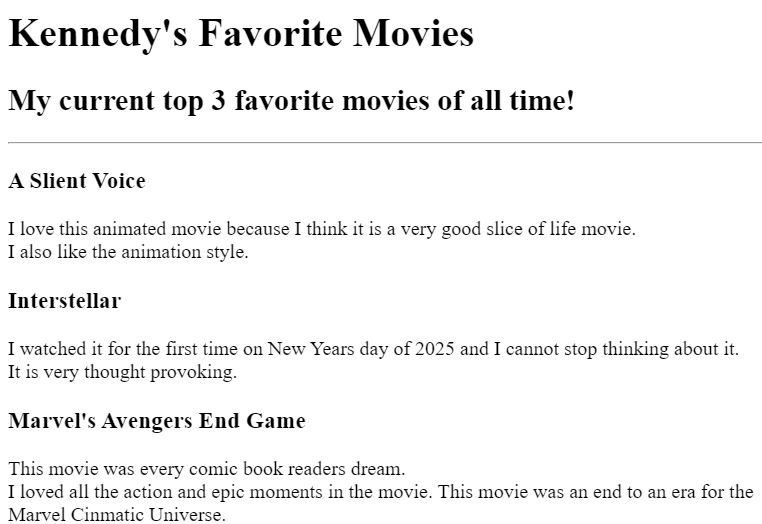 Kennedy's Favorite Movies
My current top 3 favorite movies of all time!
A Slient Voice
I love this animated movie because I think it is a very good slice of life movie.
I also like the animation style.
Interstellar
I watched it for the first time on New Years day of 2025 and I cannot stop thinking about it.
It is very thought provoking.
Marvel's Avengers End Game
This movie was every comic book readers dream.
I loved all the action and epic moments in the movie. This movie was an end to an era for the
Marvel Cinmatic Universe.